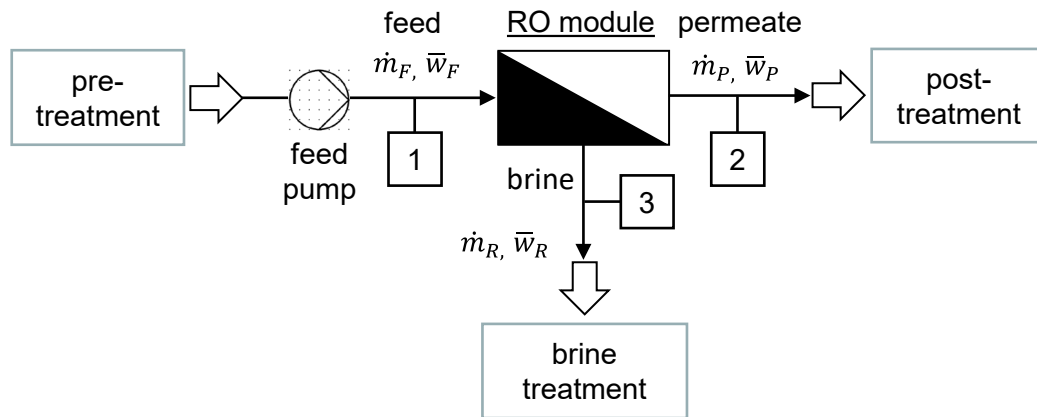 pre-
treatment
feed
pump
feed
ṁ_F, w̅_F
1
RO module
permeate
ṁ_P, w̅_P
2
post-
treatment
brine
3
ṁ_R, w̅_R
brine
treatment